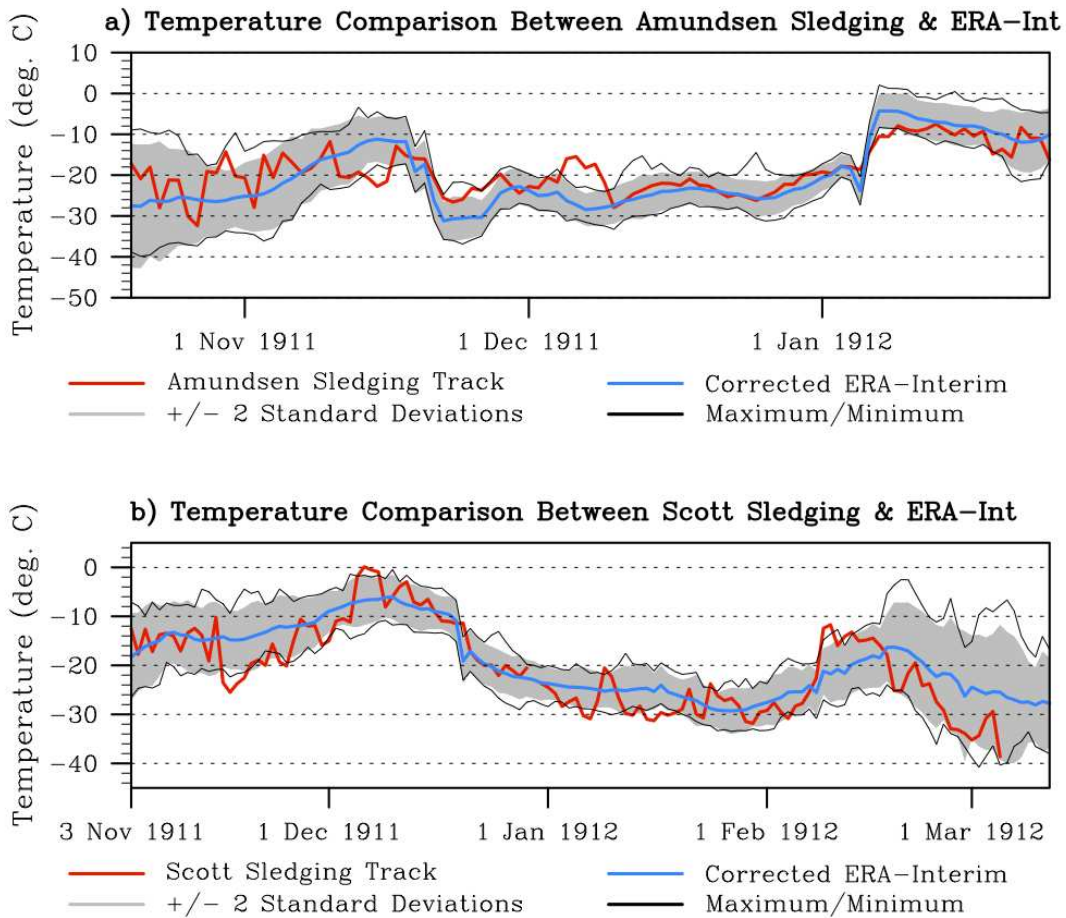 a) Temperature Comparison Between Amundsen Sledging & ERA−Int
Temperature (deg. C)
10
0
−10
−20
−30
−40
−50
1 Nov 1911
1 Dec 1911
1 Jan 1912
Amundsen Sledging Track
Corrected ERA−Interim
+/− 2 Standard Deviations
Maximum/Minimum
b) Temperature Comparison Between Scott Sledging & ERA−Int
Temperature (deg. C)
0
−10
−20
−30
−40
3 Nov 1911
1 Dec 1911
1 Jan 1912
1 Feb 1912
1 Mar 1912
Scott Sledging Track
Corrected ERA−Interim
+/− 2 Standard Deviations
Maximum/Minimum